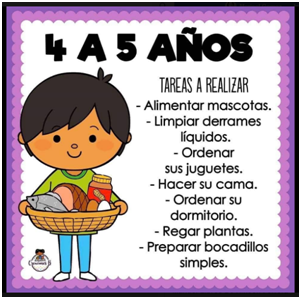 4 A 5 AÑOS
TAREAS A REALIZAR
- Alimentar mascotas.
- Limpiar derrames
líquidos.
- Ordenar
sus juguetes.
- Hacer su cama.
- Ordenar su
dormitorio.
- Regar plantas.
- Preparar bocadillos
simples.